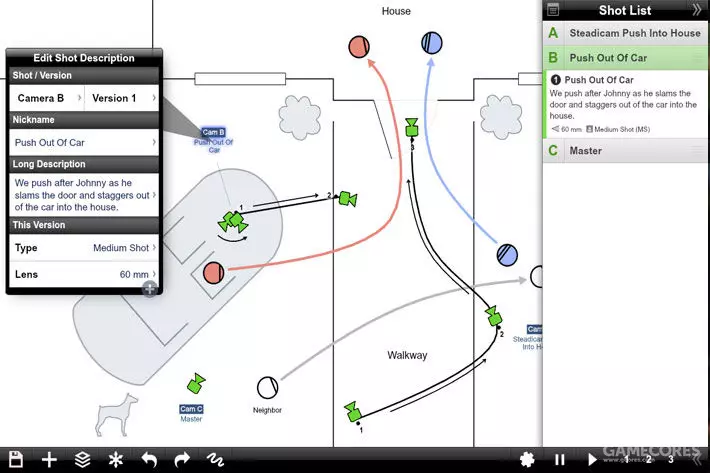 House
Shot List
A Steadicam Push Into House
B Push Out Of Car
1 Push Out Of Car
We push after Johnny as he
slams the door and staggers out
of the car into the
house.
60 mm Medium Shot (MS)
C Master
Edit Shot Description
Shot / Version
Camera B Version 1
Nickname
Push Out Of Car
Long Description
We push after Johnny as he
slams the door and staggers out
of the car into the house.
This Version
Type Medium Shot
Lens 60 mm
Cam B
Push Out Of
Car
1
2
3
2
1
Steadicam
Into H
Walkway
Cam C
Master
Neighbor
1 2 3
GAMECORES
www.gcores.com